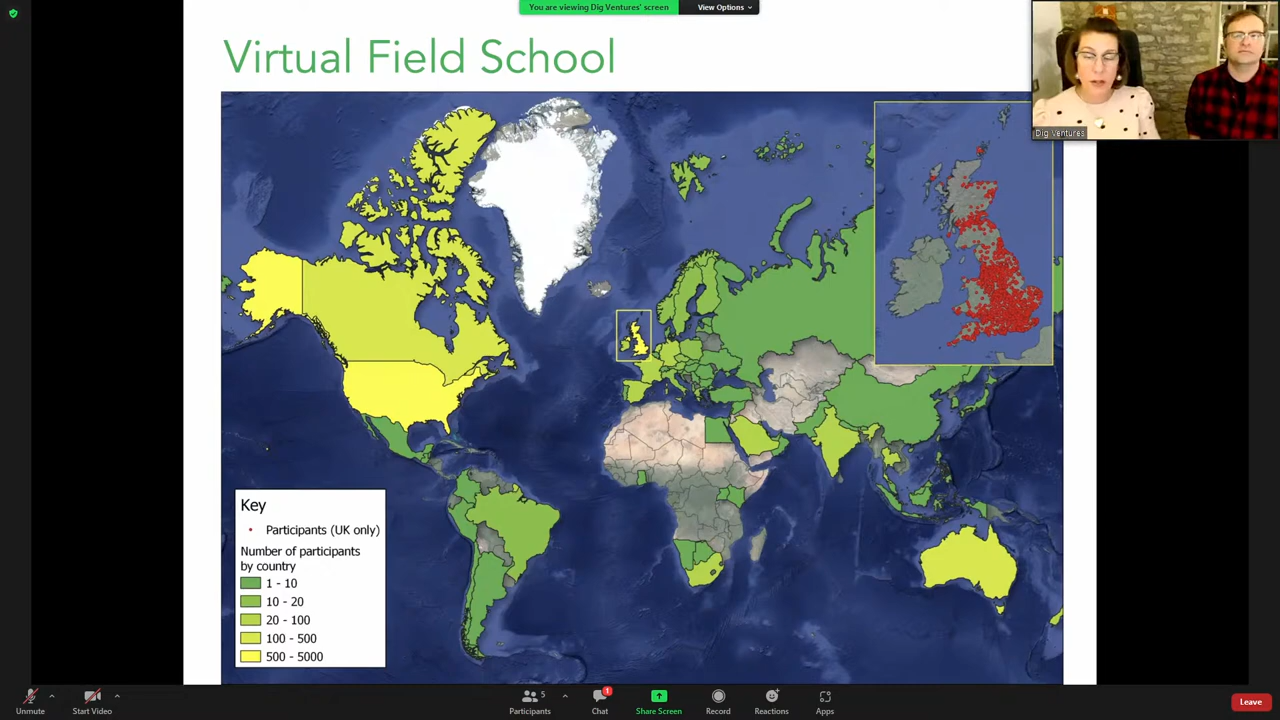 You are viewing Dig Ventures' screen
View Options
Virtual Field School
Dig Ventures
Key
Participants (UK only)
Number of participants
by country
1 - 10
10 - 20
20 - 100
100 - 500
500 - 5000
Unmute
Start Video
5
Participants
1
Chat
Share Screen
Record
Reactions
Apps
Leave